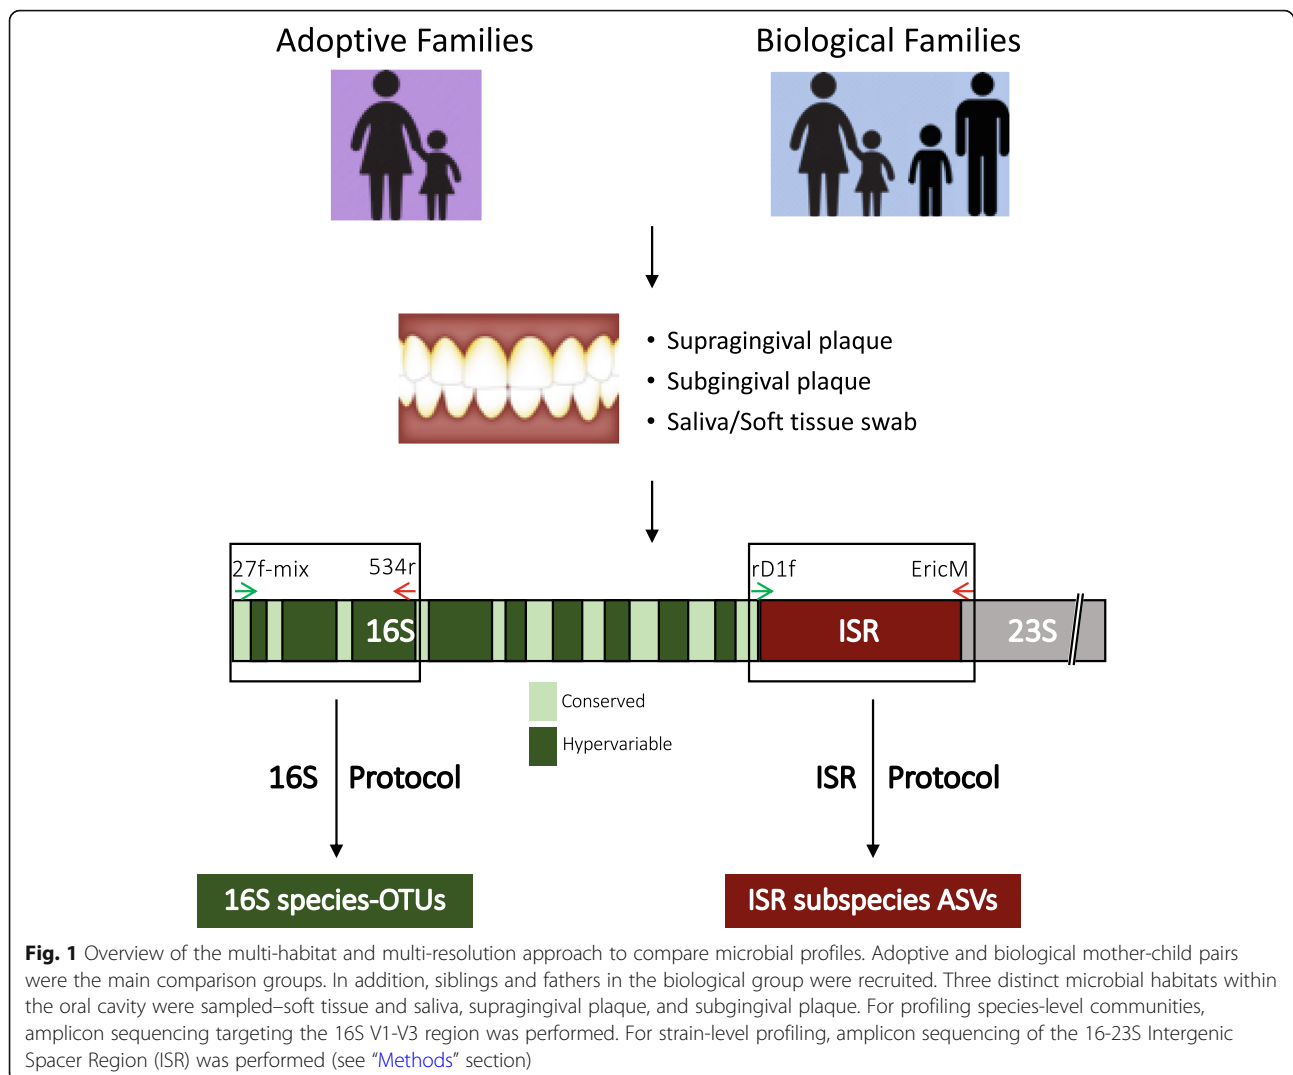 Adoptive Families
Biological Families
• Supragingival plaque
• Subgingival plaque
• Saliva/Soft tissue swab
27f-mix 534r rD1f EricM
16S ISR 23S
Conserved
Hypervariable
16S Protocol ISR Protocol
16S species-OTUs ISR subspecies ASVs
Fig. 1 Overview of the multi-habitat and multi-resolution approach to compare microbial profiles. Adoptive and biological mother-child pairs
were the main comparison groups. In addition, siblings and fathers in the biological group were recruited. Three distinct microbial habitats within
the oral cavity were sampled–soft tissue and saliva, supragingival plaque, and subgingival plaque. For profiling species-level communities,
amplicon sequencing targeting the 16S V1-V3 region was performed. For strain-level profiling, amplicon sequencing of the 16-23S Intergenic
Spacer Region (ISR) was performed (see “Methods” section)